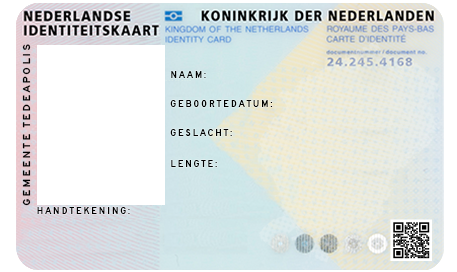 NEDERLANDSE
IDENTITEITSKAART
KONINKRIJK DER NEDERLANDEN
KINGDOM OF THE NETHERLANDS
IDENTITY CARD
ROYAUME DES PAYS-BAS
CARTE D'IDENTITÉ
documentnummer / document no.
24.245.4168
GEMEENTE TEDEAPOLIS
NAAM:
GEBOORTEDATUM:
GESLACHT:
LENGTE:
HANDTEKENING: